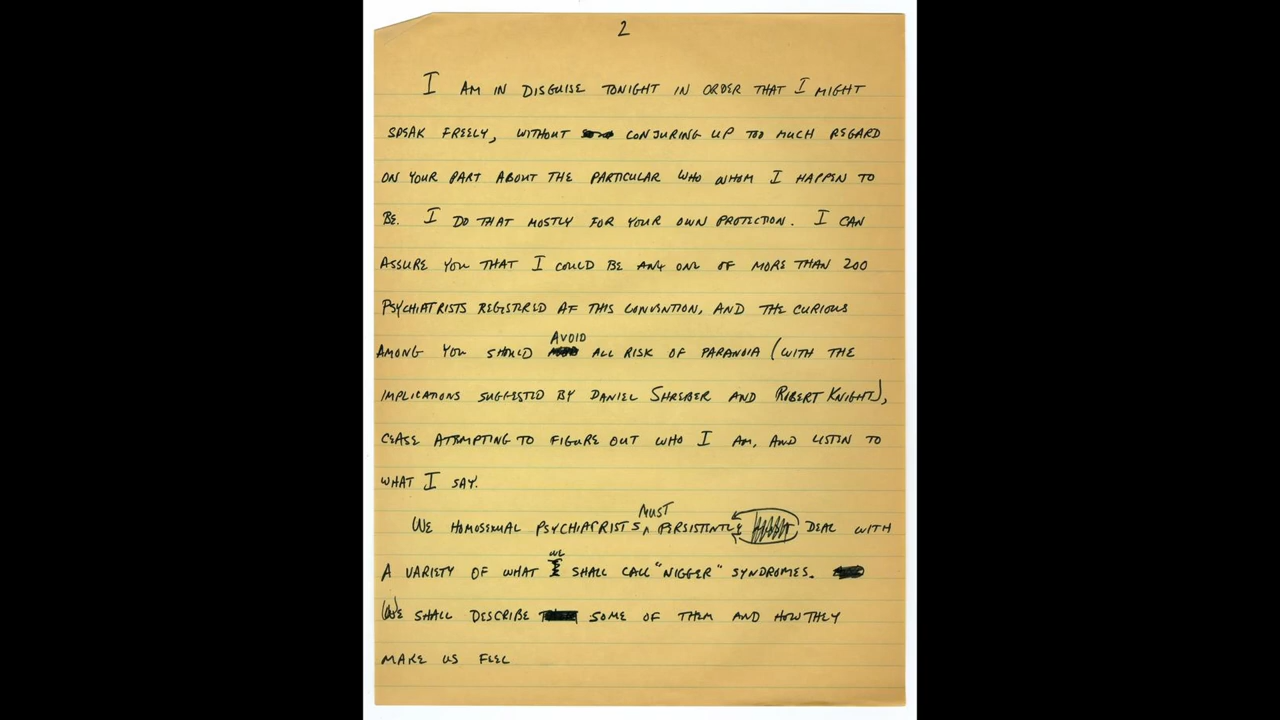 2
I AM IN DISGUISE TONIGHT IN ORDER THAT I MIGHT
SPEAK FREELY, WITHOUT CONJURING UP TOO MUCH REGARD
ON YOUR PART ABOUT THE PARTICULAR WHO WHOM I HAPPEN TO
BE. I DO THAT MOSTLY FOR YOUR OWN PROTECTION. I CAN
ASSURE YOU THAT I COULD BE ANY ONE OF MORE THAN 200
PSYCHIATRISTS REGISTERED AT THIS CONVENTION, AND THE CURIOUS
AMONG YOU SHOULD AVOID ALL RISK OF PARANOIA (WITH THE
IMPLICATIONS SUGGESTED BY DANIEL SHREBER AND ROBERT KNIGHT),
CEASE ATTEMPTING TO FIGURE OUT WHO I AM, AND LISTEN TO
WHAT I SAY.
WE HOMOSEXUAL PSYCHIATRISTS MUST PERSISTENTLY DEAL WITH
A VARIETY OF WHAT WE SHALL CALL "NIGGER" SYNDROMES.
WE SHALL DESCRIBE SOME OF THEM AND HOW THEY
MAKE US FEEL